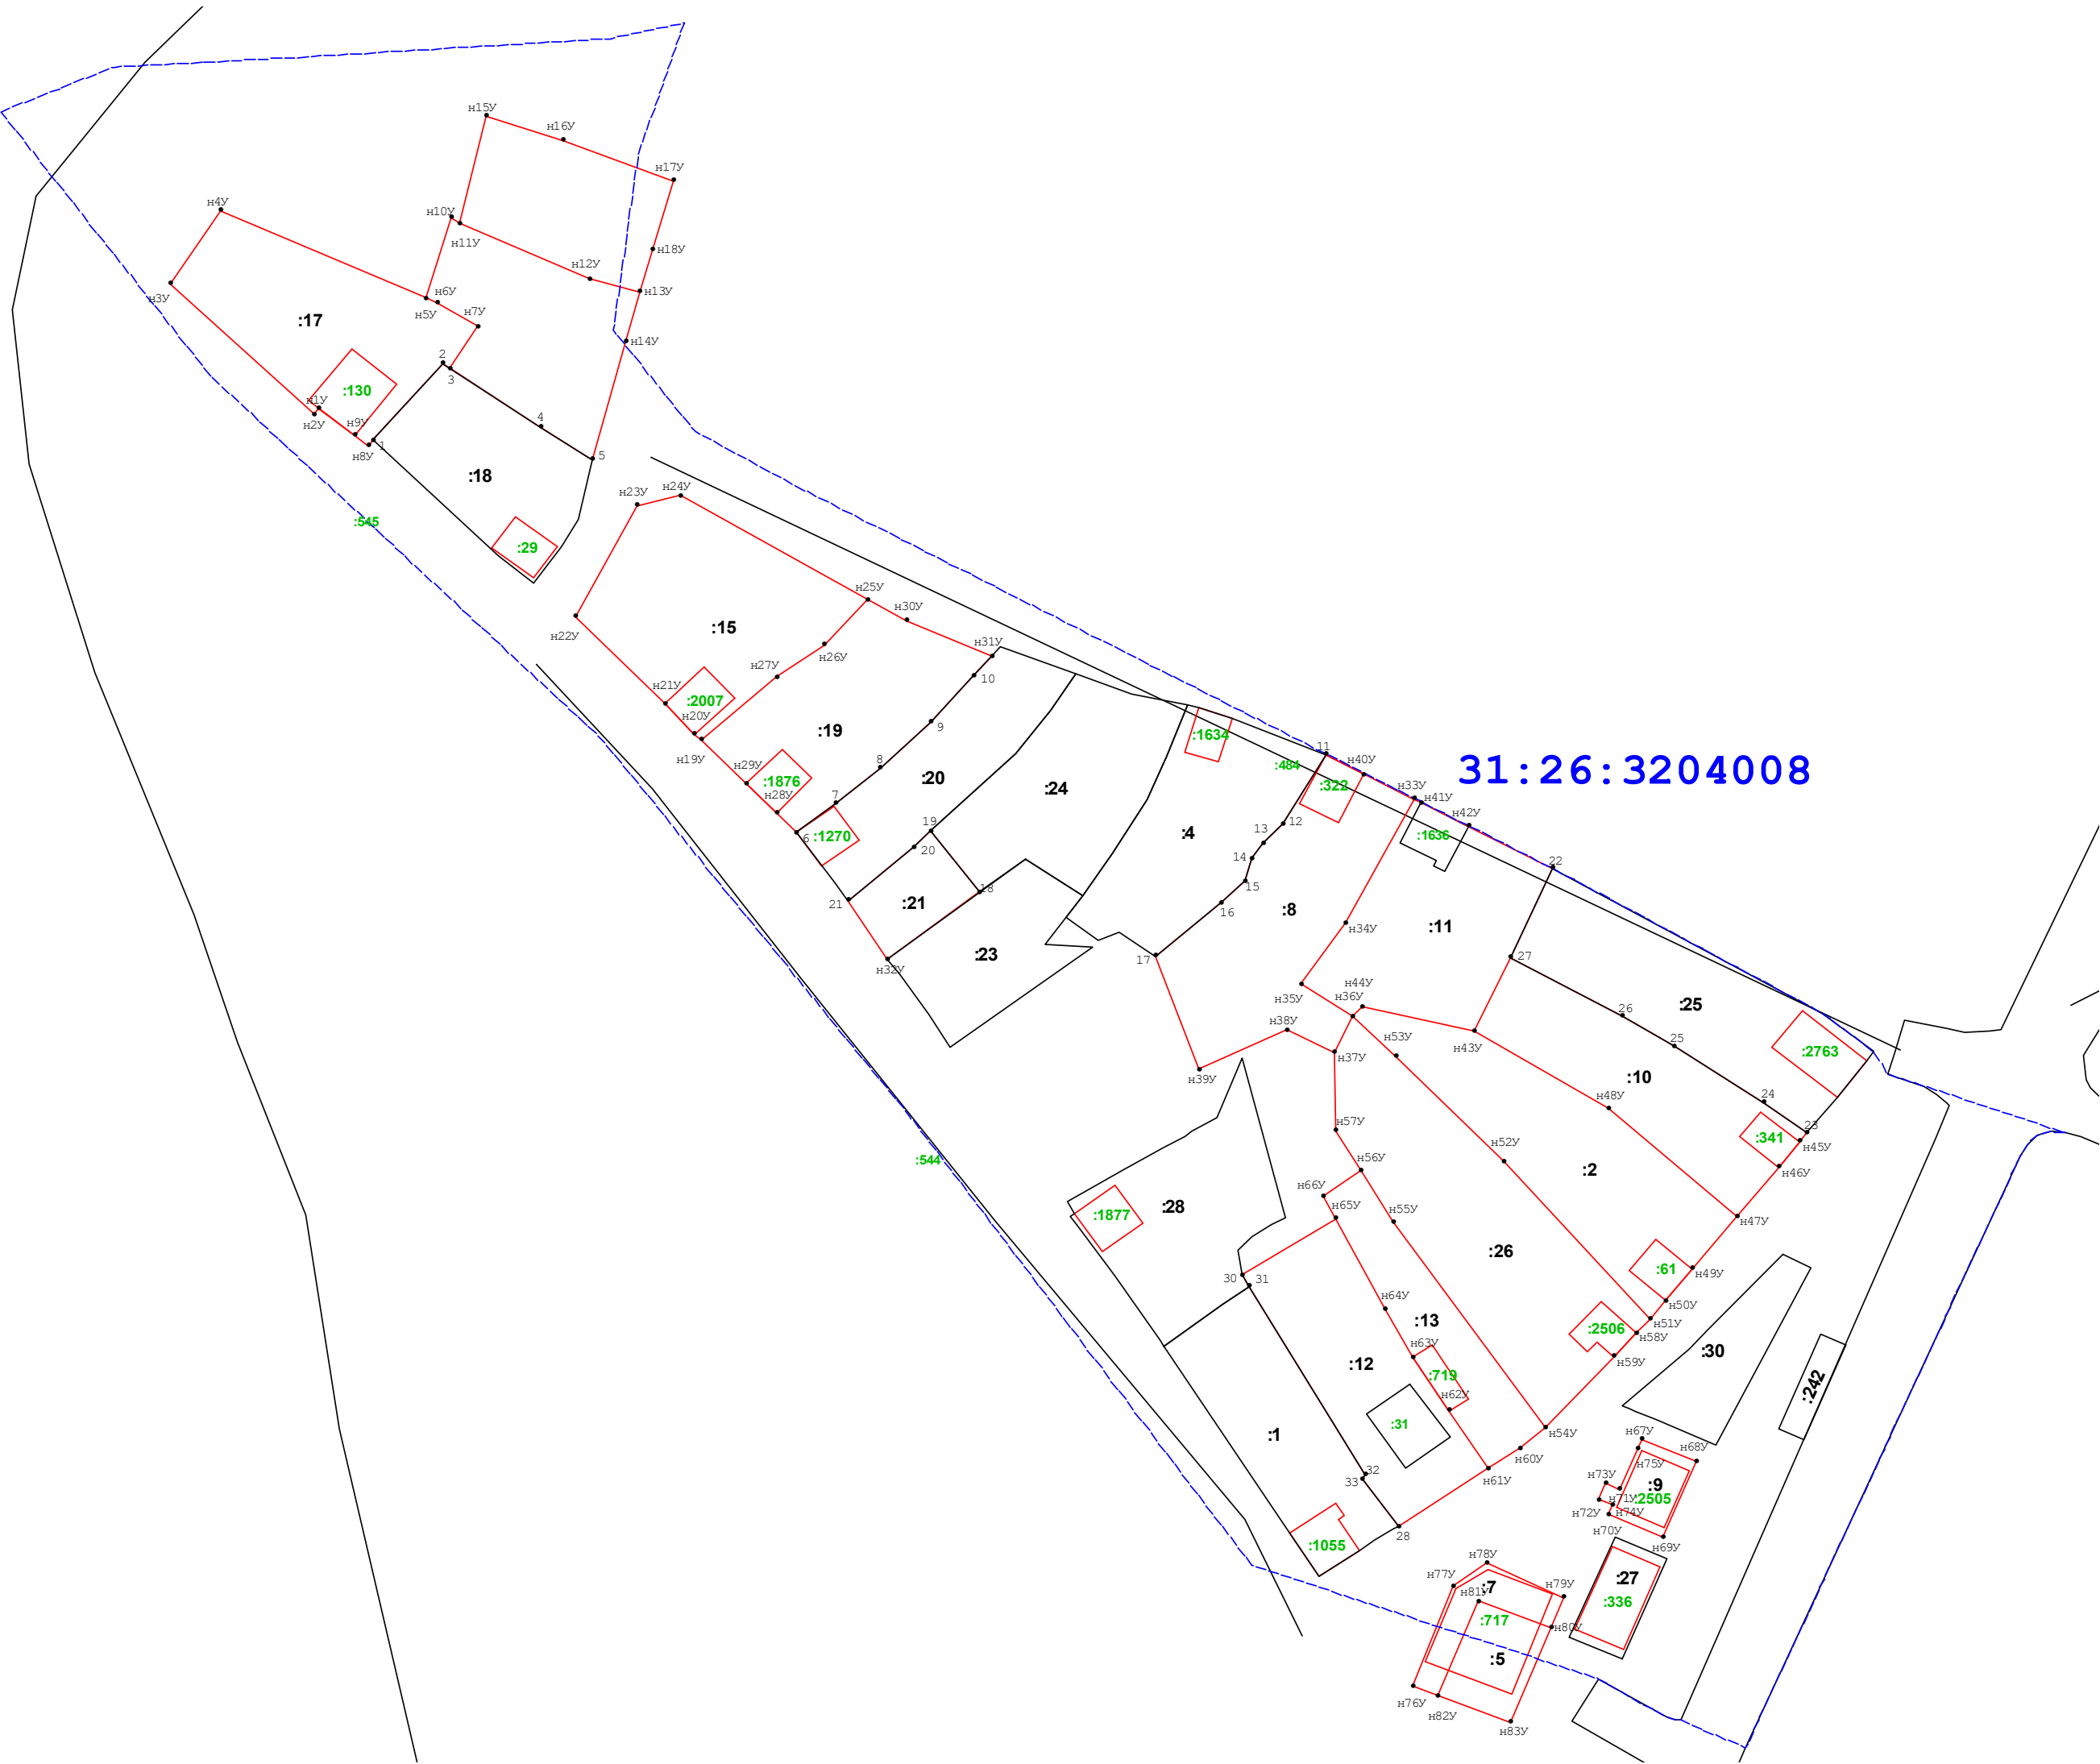 н15У
н16У
н17У
н4У
н10У
н11У
н18У
н12У
н13У
н3У
н6У
н5У
н7У
:17
н14У
2
3
:130
н1У
н2У
н9У
н8У
1
4
5
:18
н23У
н24У
:545
:29
н25У
н30У
н22У
:15
н31У
н26У
н27У
10
н21У
:2007
н20У
н19У
:19
9
:1634
11
н40У
31:26:3204008
8
:484
н29У
:1876
:20
:24
:322
н33У
н41У
н28У
7
н42У
6
:1270
19
20
:4
13
12
:1636
14
22
15
18
21
:21
16
:8
н34У
:11
17
27
н32У
:23
н35У
н44У
н36У
:25
26
н38У
н53У
н43У
25
:2763
н37У
н39У
:10
н48У
24
н57У
23
:341
н45У
:544
н52У
н46У
н56У
:2
н66У
н65У
:28
:1877
н55У
н47У
:26
30
31
:61
н49У
н50У
н64У
:13
н51У
:2506
н58У
н63У
:12
н59У
:30
:719
:242
н62У
:31
:1
н54У
н67У
н60У
н68У
н75У
32
33
н61У
н73У
:9
н71У
:2505
н72У
н74У
28
н70У
:1055
н69У
н78У
н77У
:7
:27
н81У
н79У
:336
:717
н80У
:5
н76У
н82У
н83У